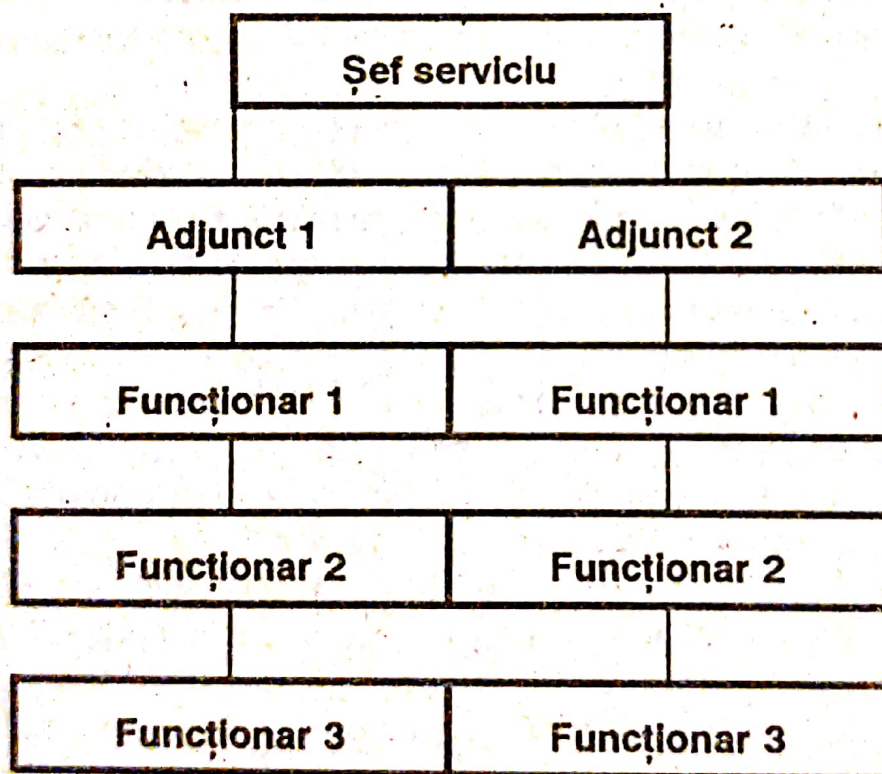 Șef serviciu
Adjunct 1 Adjunct 2
Funcționar 1 Funcționar 1
Funcționar 2 Funcționar 2
Funcționar 3 Funcționar 3